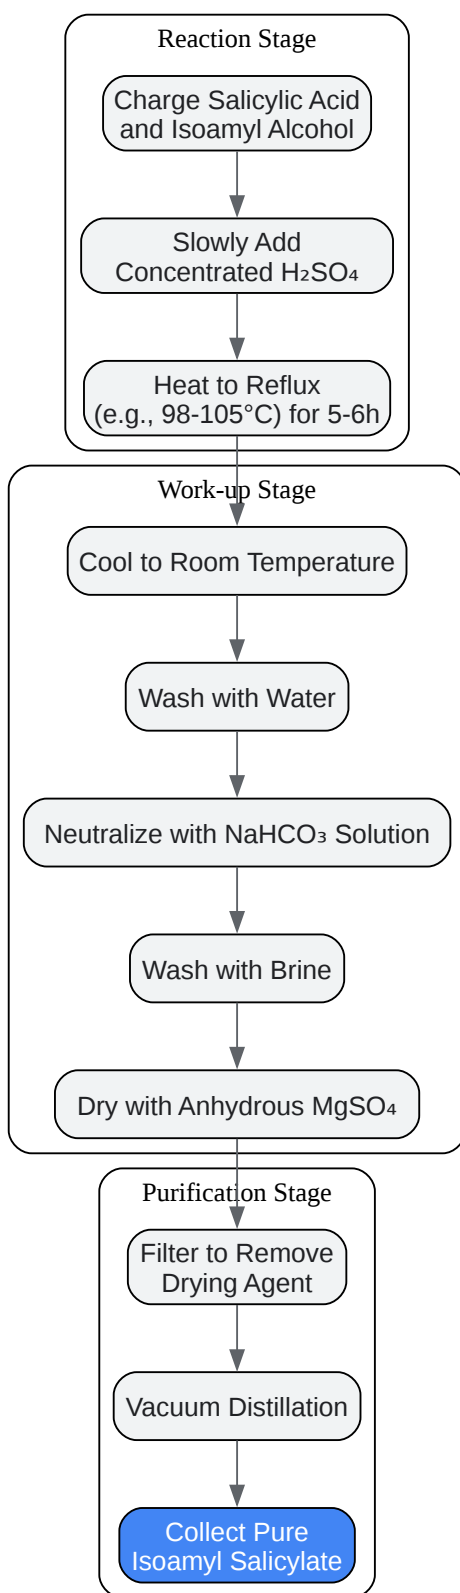 Reaction Stage
Charge Salicylic Acid
and Isoamyl Alcohol
Slowly Add
Concentrated H₂SO₄
Heat to Reflux
(e.g., 98-105°C) for 5-6h
Work-up Stage
Cool to Room Temperature
Wash with Water
Neutralize with NaHCO₃ Solution
Wash with Brine
Dry with Anhydrous MgSO₄
Purification Stage
Filter to Remove
Drying Agent
Vacuum Distillation
Collect Pure
Isoamyl Salicylate